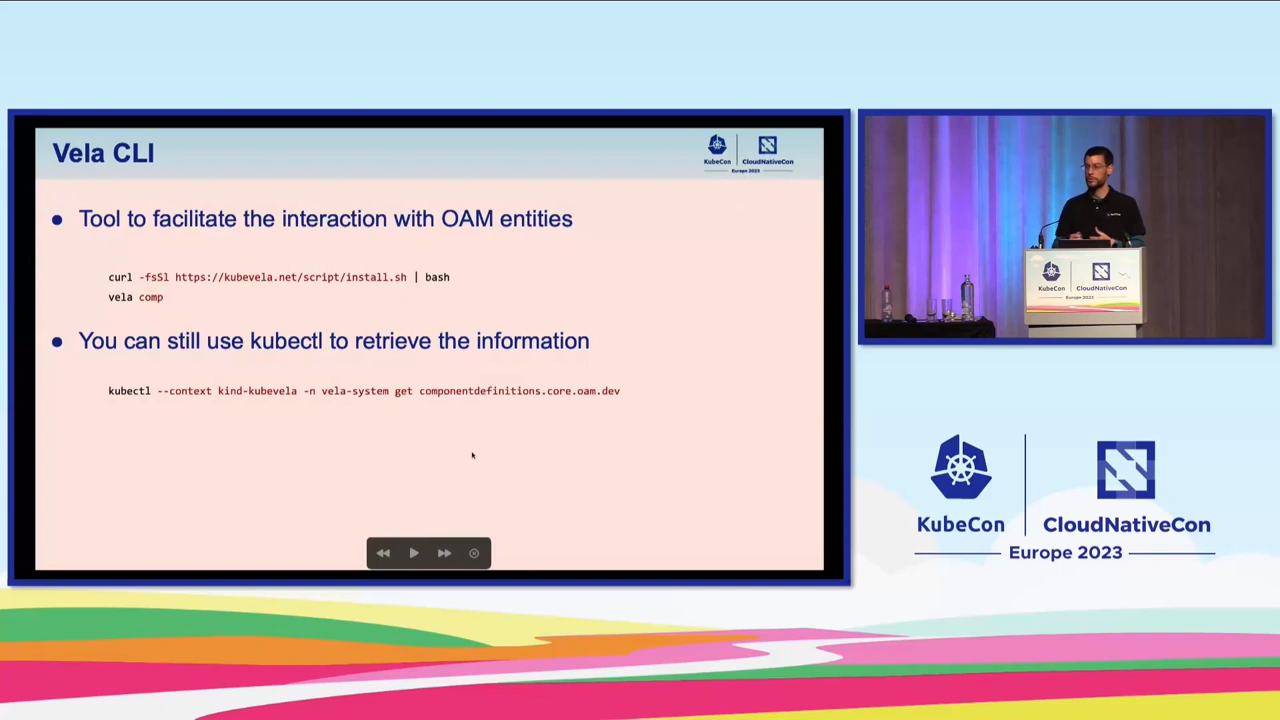 Vela CLI
KubeCon
CloudNativeCon
Europe 2023
● Tool to facilitate the interaction with OAM entities
curl -fsSl https://kubevela.net/script/install.sh | bash
vela comp
● You can still use kubectl to retrieve the information
kubectl --context kind-kubevela -n vela-system get componentdefinitions.core.oam.dev
KubeCon
CloudNativeCon
Europe 2023
KubeCon
CloudNativeCon
Europe 2023